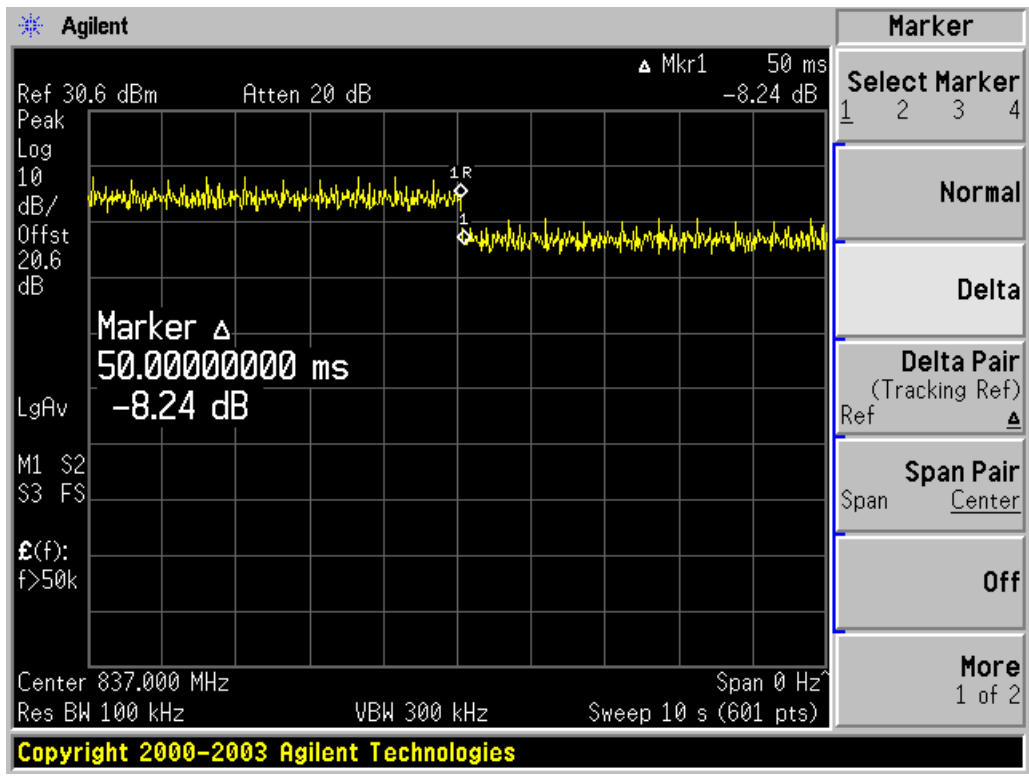 Agilent
Marker
Δ Mkr1 50 ms
Ref 30.6 dBm Atten 20 dB -8.24 dB
Peak
Log
10
dB/
Offst
20.6
dB
1R
1
Marker Δ
50.00000000 ms
-8.24 dB
LgAv
M1 S2
S3 FS
£(f):
f>50k
Center 837.000 MHz Span 0 Hz^
Res BW 100 kHz VBW 300 kHz Sweep 10 s (601 pts)
Copyright 2000-2003 Agilent Technologies
Select Marker
1 2 3 4
Normal
Delta
Delta Pair
(Tracking Ref)
Ref Δ
Span Pair
Span Center
Off
More
1 of 2